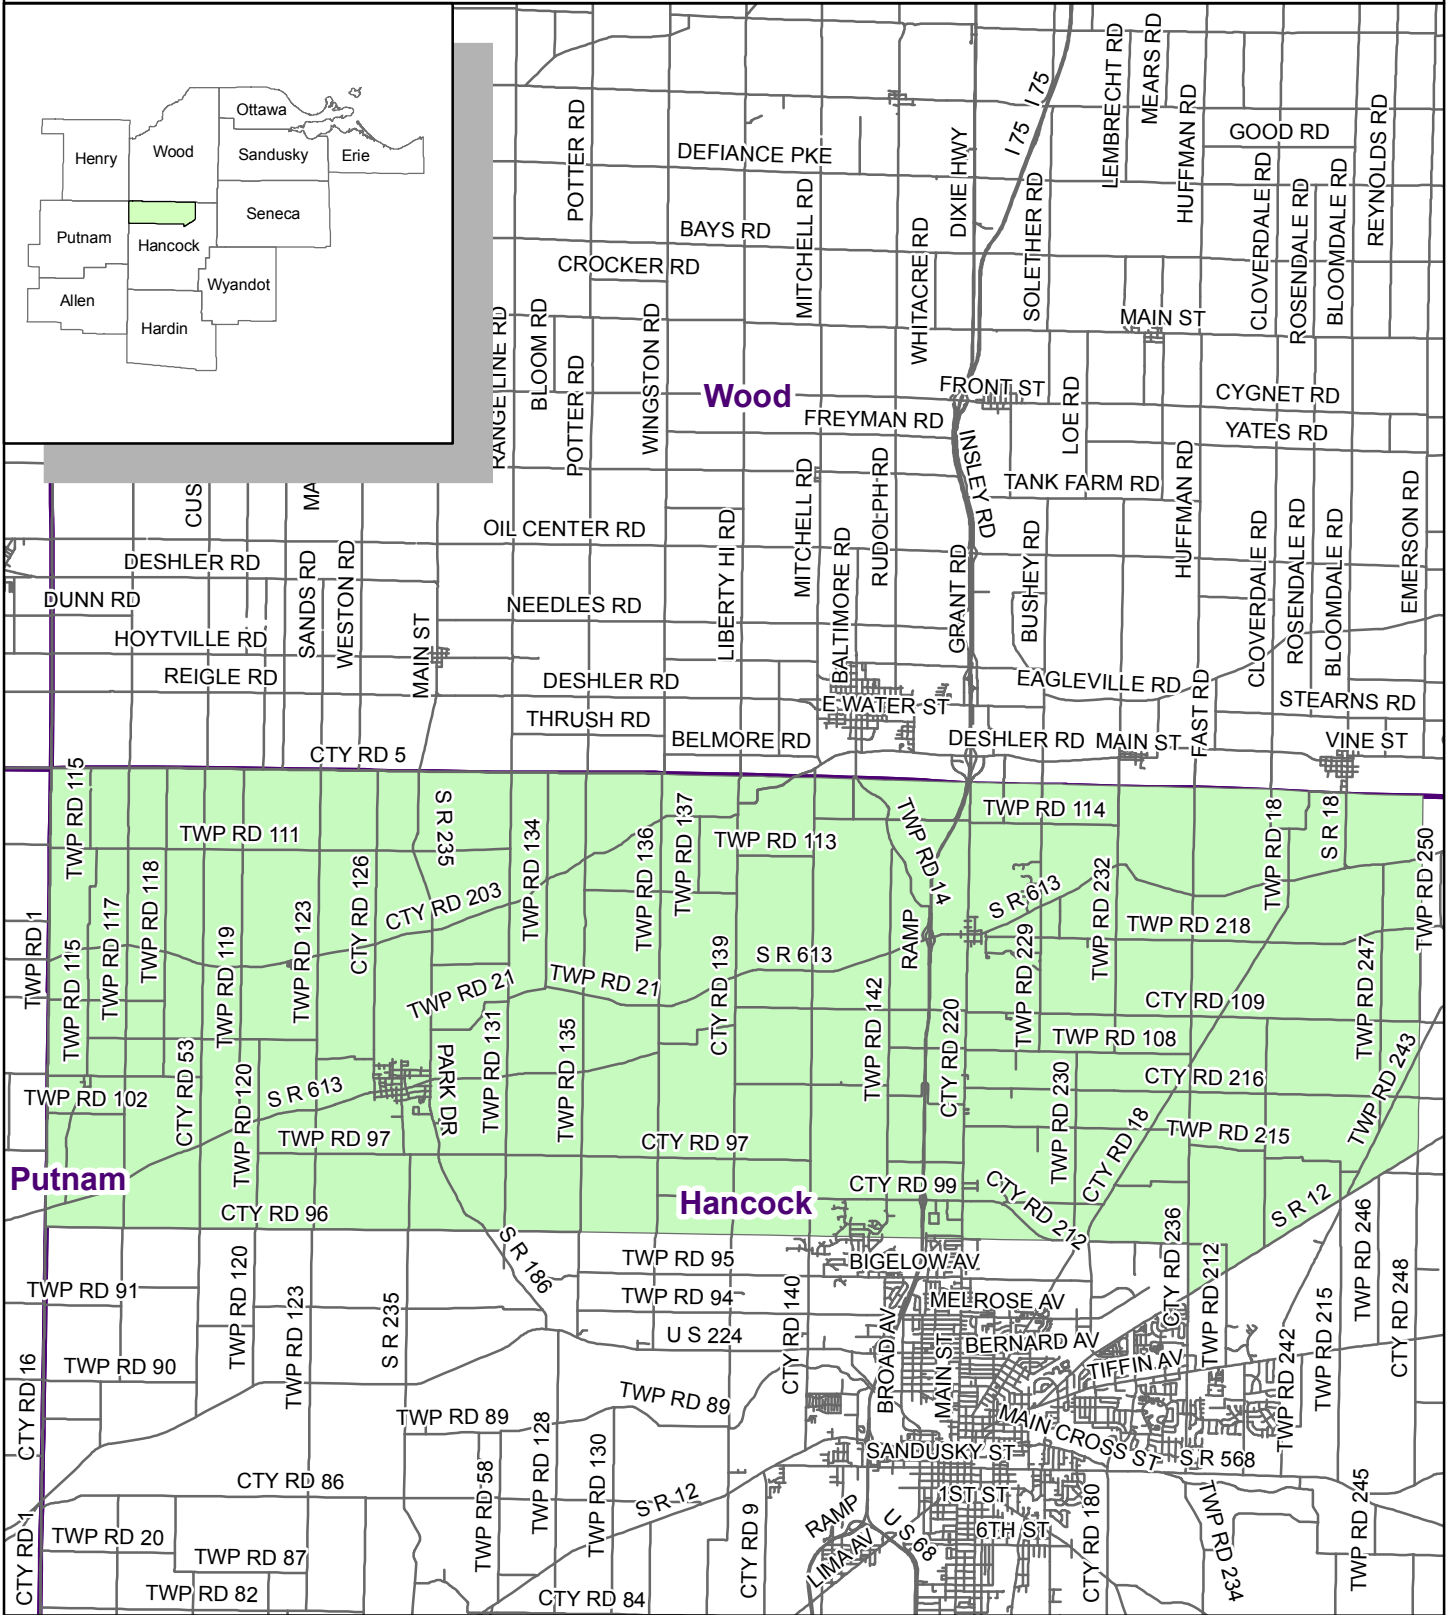 Ottawa
Henry
Wood
Sandusky
Erie
Putnam
Seneca
Hancock
Allen
Wyandot
Hardin
I 75
LEMBRECHT RD
MEARS RD
I 75
POTTER RD
HUFFMAN RD
REYNOLDS RD
GOOD RD
DIXIE HWY
DEFIANCE PKE
MITCHELL RD
SOLETHER RD
CLOVERDALE RD
ROSENDALE RD
BLOOMDALE RD
BAYS RD
WHITACRE RD
CROCKER RD
RANGELINE RD
BLOOM RD
POTTER RD
WINGSTON RD
MAIN ST
Wood
FRONT ST
LOE RD
CYGNET RD
FREYMAN RD
YATES RD
INSLEY RD
CUS
MA
MITCHELL RD
RUDOLPH RD
TANK FARM RD
HUFFMAN RD
EMERSON RD
OIL CENTER RD
LIBERTY HI RD
BALTIMORE RD
GRANT RD
BUSHEY RD
CLOVERDALE RD
ROSENDALE RD
BLOOMDALE RD
DESHLER RD
SANDS RD
WESTON RD
DUNN RD
NEEDLES RD
HOYTVILLE RD
MAIN ST
REIGLE RD
DESHLER RD
EAGLEVILLE RD
E WATER ST
FAST RD
STEARNS RD
THRUSH RD
BELMORE RD
DESHLER RD
MAIN ST
VINE ST
CTY RD 5
TWP RD 115
S R 235
TWP RD 137
TWP RD 14
TWP RD 114
TWP RD 18
S R 18
TWP RD 250
TWP RD 111
TWP RD 134
TWP RD 136
TWP RD 113
TWP RD 118
CTY RD 126
TWP RD 232
S R 613
CTY RD 203
TWP RD 1
TWP RD 117
TWP RD 123
TWP RD 115
TWP RD 119
RAMP
TWP RD 229
TWP RD 218
TWP RD 247
CTY RD 139
S R 613
TWP RD 21
TWP RD 21
TWP RD 142
CTY RD 109
CTY RD 220
TWP RD 131
TWP RD 135
TWP RD 108
PARK DR
TWP RD 243
CTY RD 53
TWP RD 120
S R 613
TWP RD 230
CTY RD 216
TWP RD 102
CTY RD 18
TWP RD 215
TWP RD 97
CTY RD 97
Putnam
CTY RD 99
CTY RD 212
Hancock
S R 12
CTY RD 96
S R 186
CTY RD 236
TWP RD 246
TWP RD 120
TWP RD 95
BIGELOW AV
TWP RD 212
CTY RD 248
TWP RD 91
TWP RD 123
S R 235
TWP RD 94
CTY RD 140
MELROSE AV
TWP RD 215
U S 224
BROAD AV
BERNARD AV
TWP RD 242
CTY RD 16
TWP RD 90
MAIN ST
TIFFIN AV
TWP RD 89
TWP RD 89
MAIN CROSS ST
TWP RD 128
TWP RD 130
SANDUSKY ST
S R 568
TWP RD 58
CTY RD 86
S R 12
1ST ST
CTY RD 180
TWP RD 245
CTY RD 1
RAMP
U S 68
6TH ST
TWP RD 234
TWP RD 20
CTY RD 9
LIMA AV
TWP RD 87
TWP RD 82
CTY RD 84